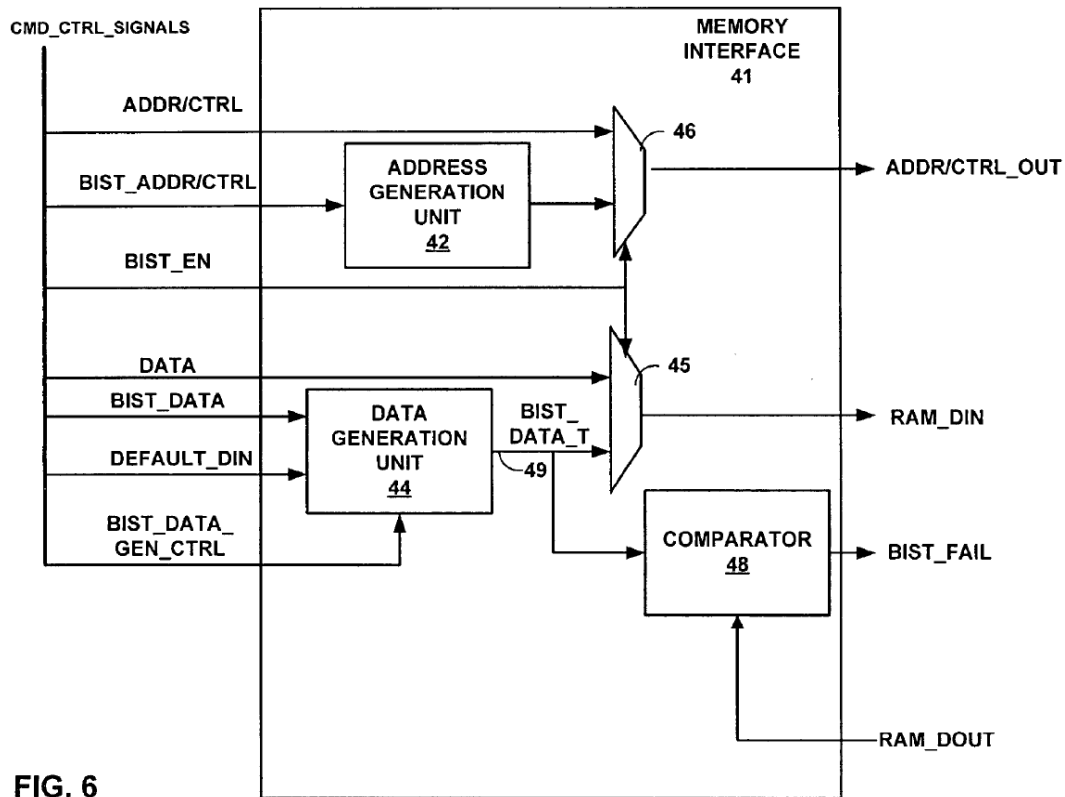 CMD_CTRL_SIGNALS
MEMORY
INTERFACE
41
ADDR/CTRL
46
BIST_ADDR/CTRL
ADDRESS
GENERATION
UNIT
42
ADDR/CTRL_OUT
BIST_EN
DATA
45
BIST_DATA
DATA
GENERATION
UNIT
44
BIST_
DATA_T
49
RAM_DIN
DEFAULT_DIN
BIST_DATA_
GEN_CTRL
COMPARATOR
48
BIST_FAIL
RAM_DOUT
FIG. 6